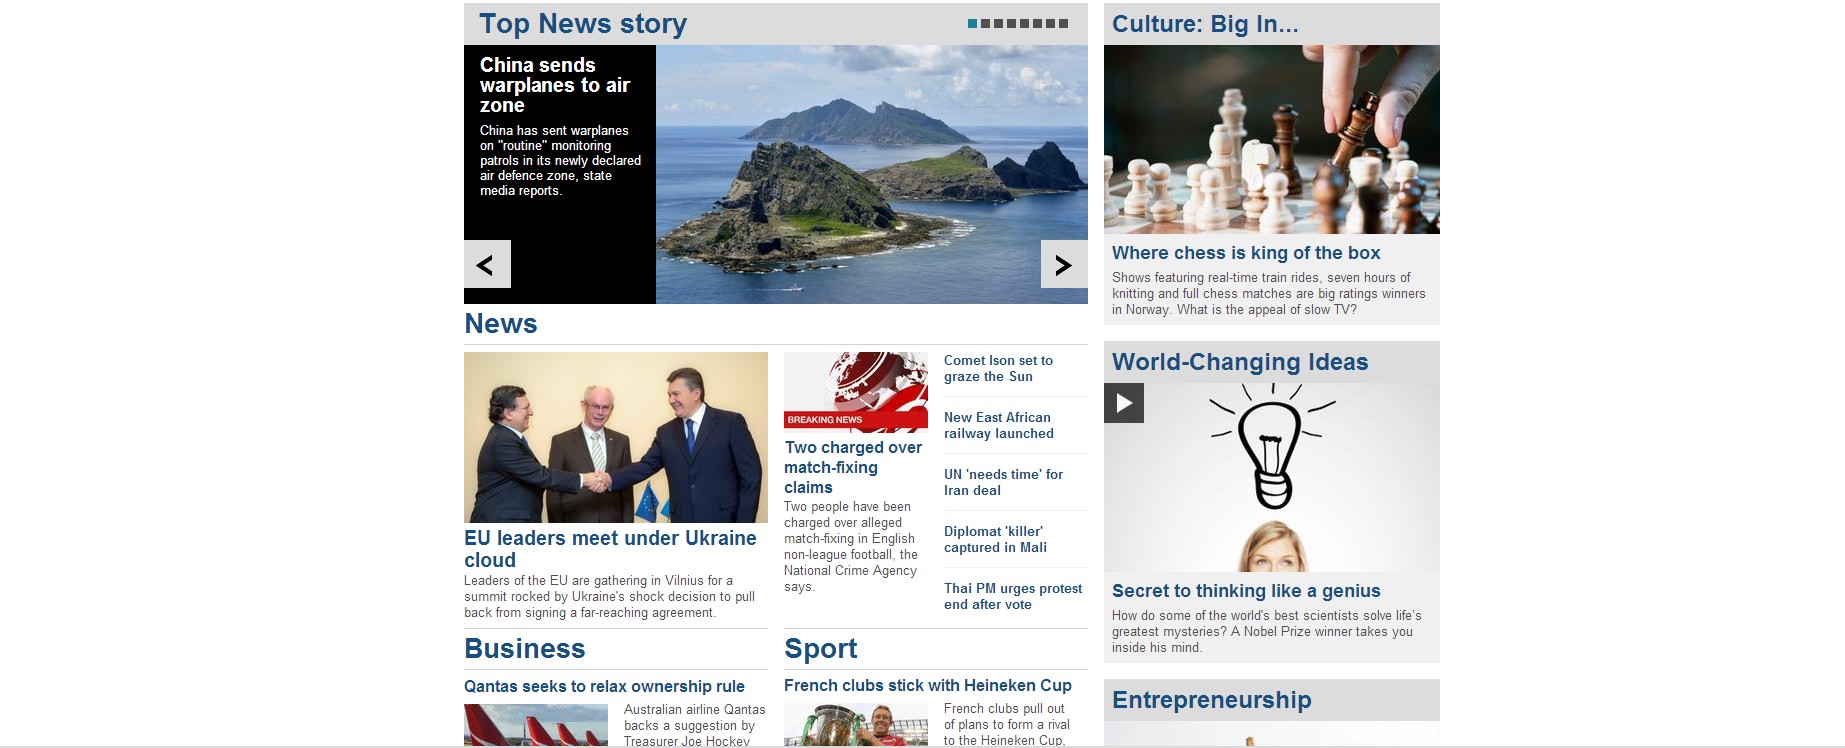 Top News story
China sends
warplanes to air
zone
China has sent warplanes
on "routine" monitoring
patrols in its newly declared
air defence zone, state
media reports.
News
EU leaders meet under Ukraine
cloud
Leaders of the EU are gathering in Vilnius for a
summit rocked by Ukraine's shock decision to pull
back from signing a far-reaching agreement.
BREAKING NEWS
Two charged over
match-fixing
claims
Two people have been
charged over alleged
match-fixing in English
non-league football, the
National Crime Agency
says.
Comet Ison set to
graze the Sun
New East African
railway launched
UN 'needs time' for
Iran deal
Diplomat 'killer'
captured in Mali
Thai PM urges protest
end after vote
Business
Qantas seeks to relax ownership rule
Australian airline Qantas
backs a suggestion by
Treasurer Joe Hockey
Sport
French clubs stick with Heineken Cup
French clubs pull out
of plans to form a rival
to the Heineken Cup,
Culture: Big In...
Where chess is king of the box
Shows featuring real-time train rides, seven hours of
knitting and full chess matches are big ratings winners
in Norway. What is the appeal of slow TV?
World-Changing Ideas
Secret to thinking like a genius
How do some of the world's best scientists solve life's
greatest mysteries? A Nobel Prize winner takes you
inside his mind.
Entrepreneurship